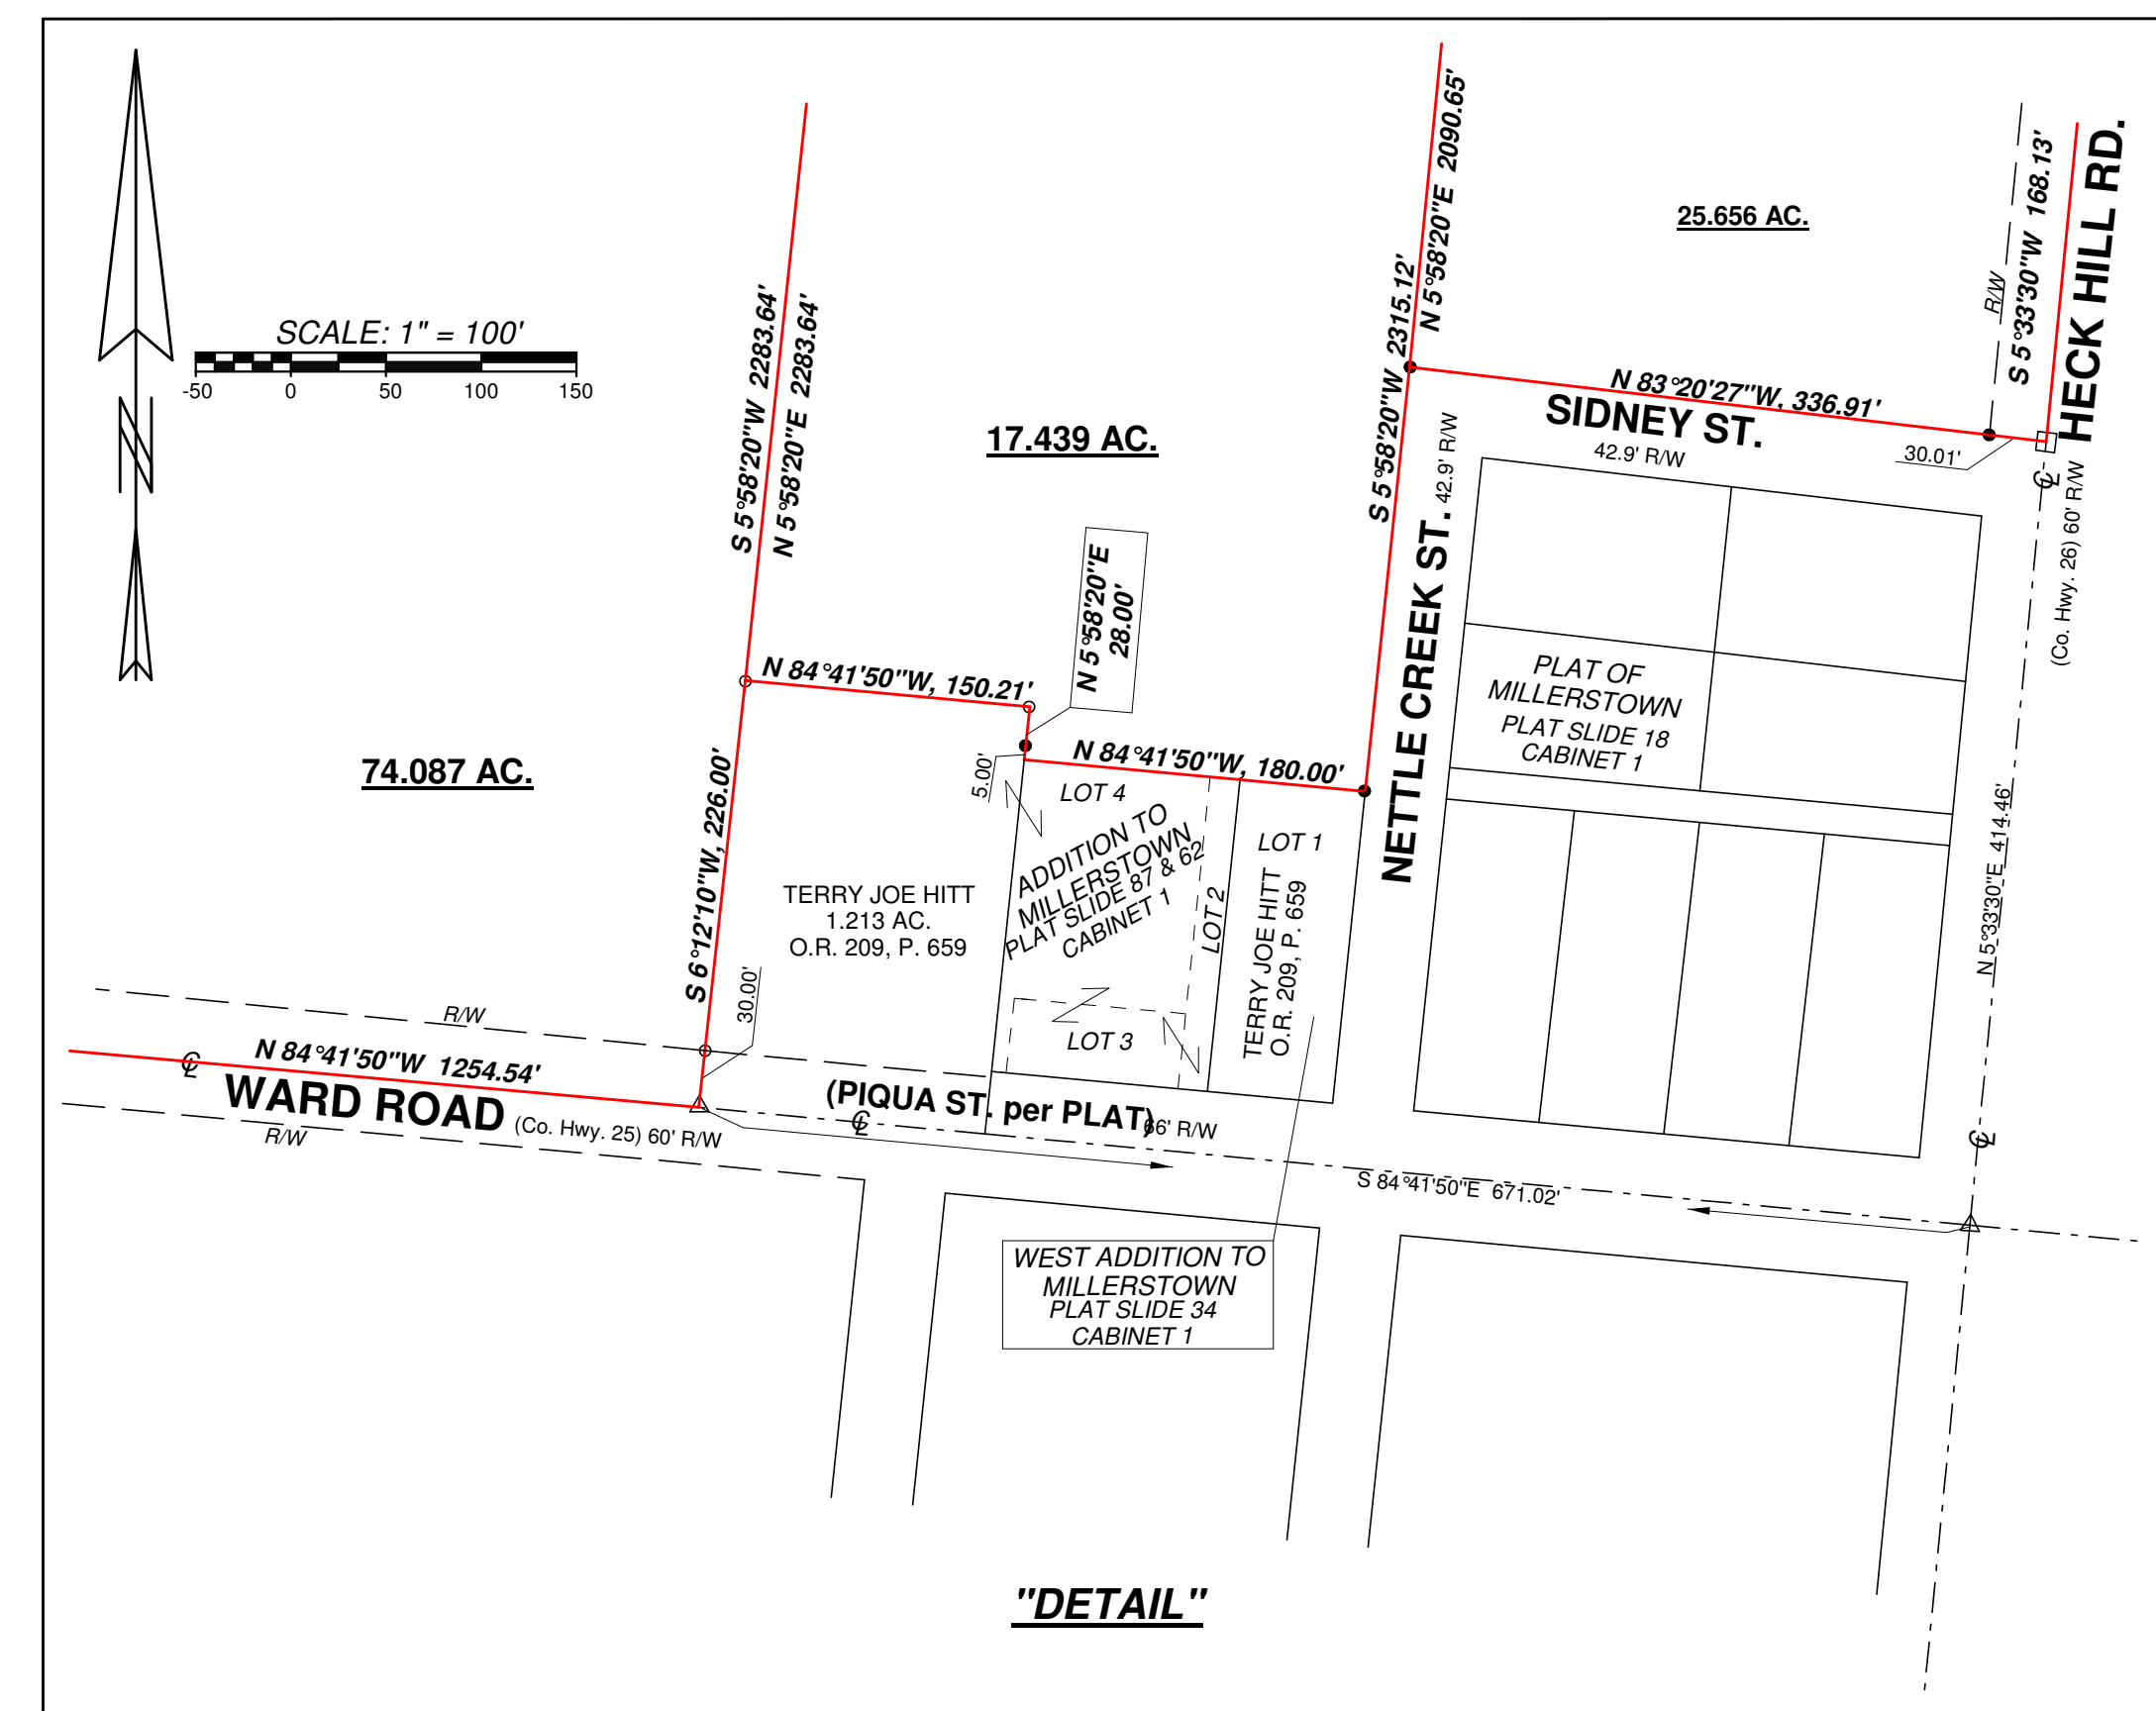 SCALE: 1" = 100'
-50 0 50 100 150
N
S 5°58'20"W 2283.64'
N 5°58'20"E 2283.64'
17.439 AC.
S 5°58'20"W 2315.12'
N 5°58'20"E 2090.65'
25.656 AC.
R/W
S 5°33'30"W 168.13'
HECK HILL RD.
(Co. Hwy. 26) 60' R/W
N 83°20'27"W, 336.91'
SIDNEY ST.
42.9' R/W
30.01'
NETTLE CREEK ST. 42.9' R/W
N 5°58'20"E
28.00'
N 84°41'50"W, 150.21'
N 84°41'50"W, 180.00'
5.00'
74.087 AC.
S 6°12'10"W, 226.00'
PLAT OF
MILLERSTOWN
PLAT SLIDE 18
CABINET 1
LOT 4
ADDITION TO
MILLERSTOWN
PLAT SLIDE 87 & 62
CABINET 1
LOT 2
LOT 1
TERRY JOE HITT
O.R. 209, P. 659
TERRY JOE HITT
1.213 AC.
O.R. 209, P. 659
LOT 3
30.00'
N 5°33'30"E 414.46'
R/W
N 84°41'50"W 1254.54'
WARD ROAD (Co. Hwy. 25) 60' R/W
R/W
(PIQUA ST. per PLAT)
66' R/W
S 84°41'50"E 671.02'
℄
℄
℄
℄
WEST ADDITION TO
MILLERSTOWN
PLAT SLIDE 34
CABINET 1
"DETAIL"